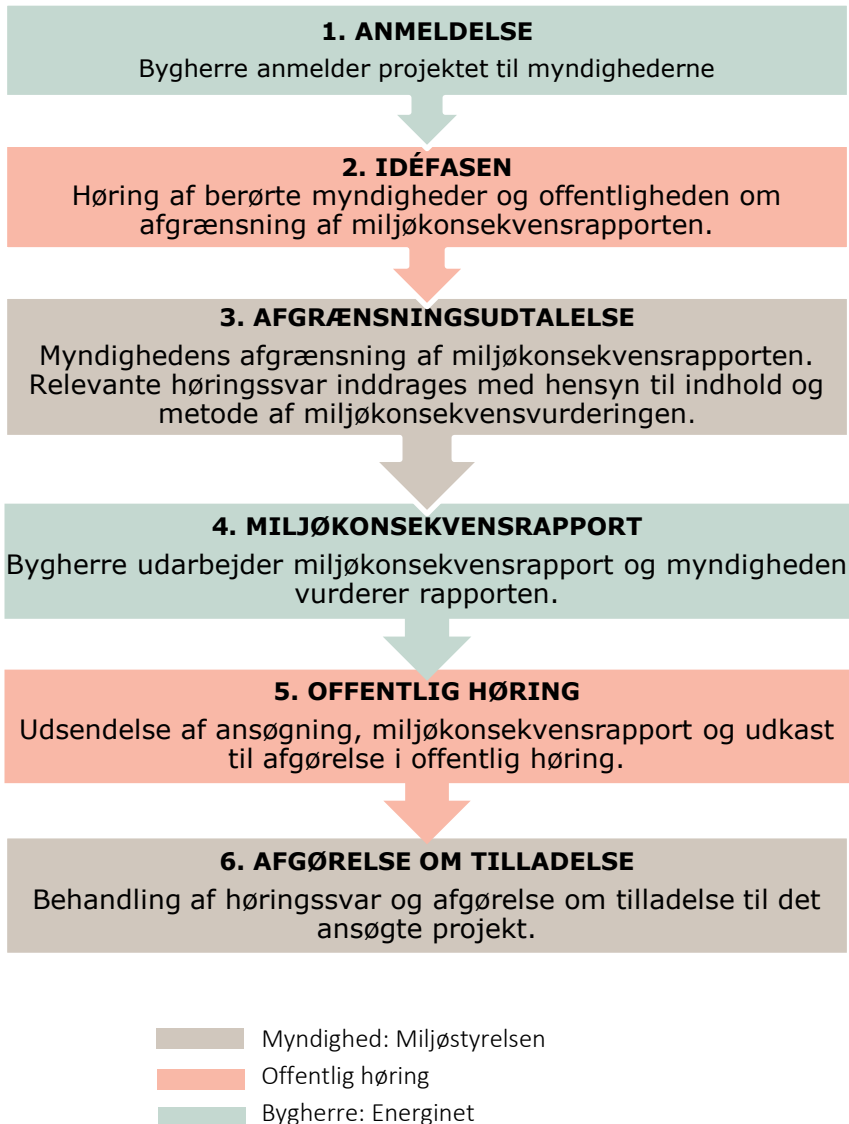 1. ANMELDELSE
Bygherre anmelder projektet til myndighederne
2. IDÉFASEN
Høring af berørte myndigheder og offentligheden om
afgrænsning af miljøkonsekvensrapporten.
3. AFGRÆNSNINGSUDTALELSE
Myndighedens afgrænsning af miljøkonsekvensrapporten.
Relevante høringssvar inddrages med hensyn til indhold og
metode af miljøkonsekvensvurderingen.
4. MILJØKONSEKVENSRAPPORT
Bygherre udarbejder miljøkonsekvensrapport og myndigheden
vurderer rapporten.
5. OFFENTLIG HØRING
Udsendelse af ansøgning, miljøkonsekvensrapport og udkast
til afgørelse i offentlig høring.
6. AFGØRELSE OM TILLADELSE
Behandling af høringssvar og afgørelse om tilladelse til det
ansøgte projekt.
Myndighed: Miljøstyrelsen
Offentlig høring
Bygherre: Energinet